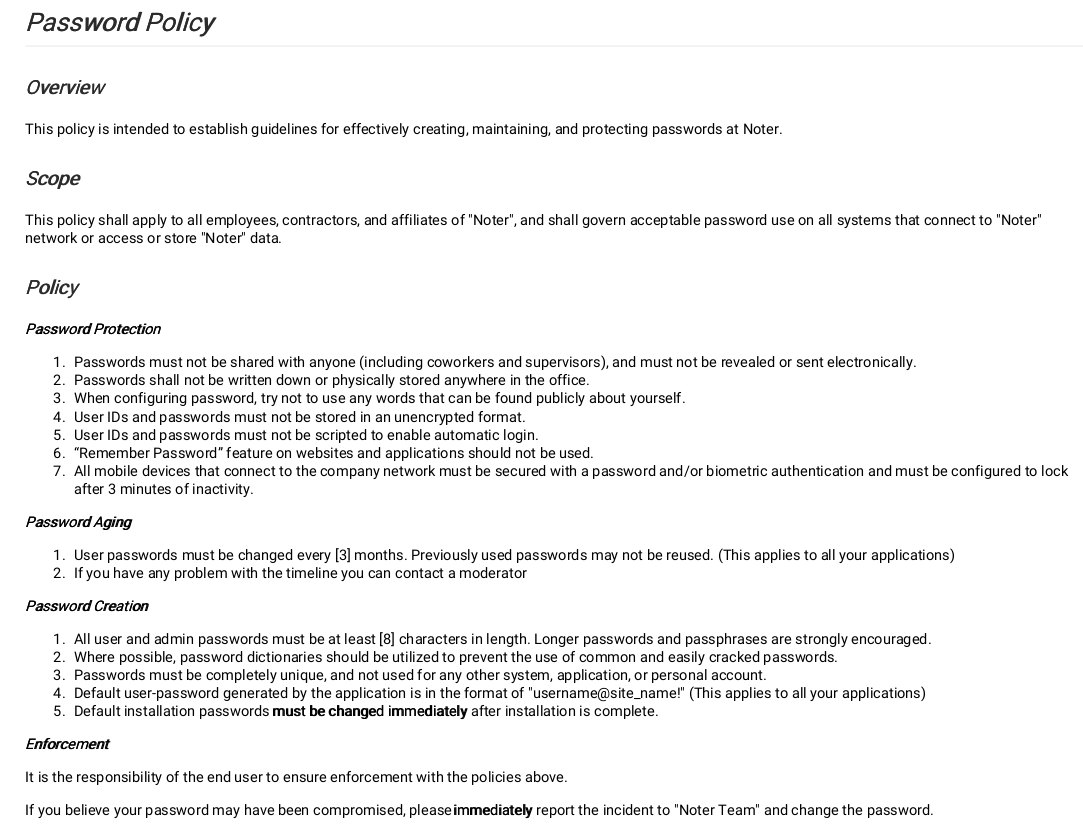 Password Policy
Overview
This policy is intended to establish guidelines for effectively creating, maintaining, and protecting passwords at Noter.
Scope
This policy shall apply to all employees, contractors, and affiliates of "Noter", and shall govern acceptable password use on all systems that connect to "Noter"
network or access or store "Noter" data.
Policy
Password Protection
1. Passwords must not be shared with anyone (including coworkers and supervisors), and must not be revealed or sent electronically.
2. Passwords shall not be written down or physically stored anywhere in the office.
3. When configuring password, try not to use any words that can be found publicly about yourself.
4. User IDs and passwords must not be stored in an unencrypted format.
5. User IDs and passwords must not be scripted to enable automatic login.
6. “Remember Password” feature on websites and applications should not be used.
7. All mobile devices that connect to the company network must be secured with a password and/or biometric authentication and must be configured to lock
after 3 minutes of inactivity.
Password Aging
1. User passwords must be changed every [3] months. Previously used passwords may not be reused. (This applies to all your applications)
2. If you have any problem with the timeline you can contact a moderator
Password Creation
1. All user and admin passwords must be at least [8] characters in length. Longer passwords and passphrases are strongly encouraged.
2. Where possible, password dictionaries should be utilized to prevent the use of common and easily cracked passwords.
3. Passwords must be completely unique, and not used for any other system, application, or personal account.
4. Default user-password generated by the application is in the format of "username@site_name!" (This applies to all your applications)
5. Default installation passwords must be changed immediately after installation is complete.
Enforcement
It is the responsibility of the end user to ensure enforcement with the policies above.
If you believe your password may have been compromised, please immediately report the incident to "Noter Team" and change the password.